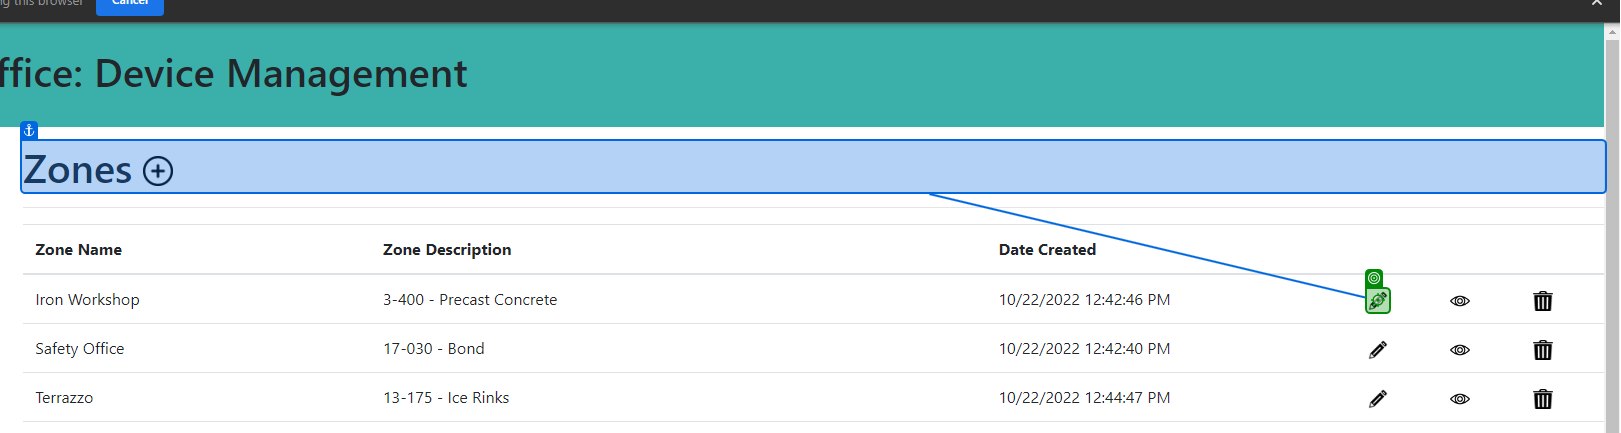 this browser
Cancel
ffice: Device Management
Zones
Zone Name Zone Description Date Created
Iron Workshop 3-400 - Precast Concrete 10/22/2022 12:42:46 PM
Safety Office 17-030 - Bond 10/22/2022 12:42:40 PM
Terrazzo 13-175 - Ice Rinks 10/22/2022 12:44:47 PM